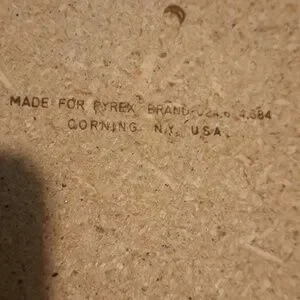 MADE FOR PYREX BRAND
CORNING, N.Y. U.S.A.